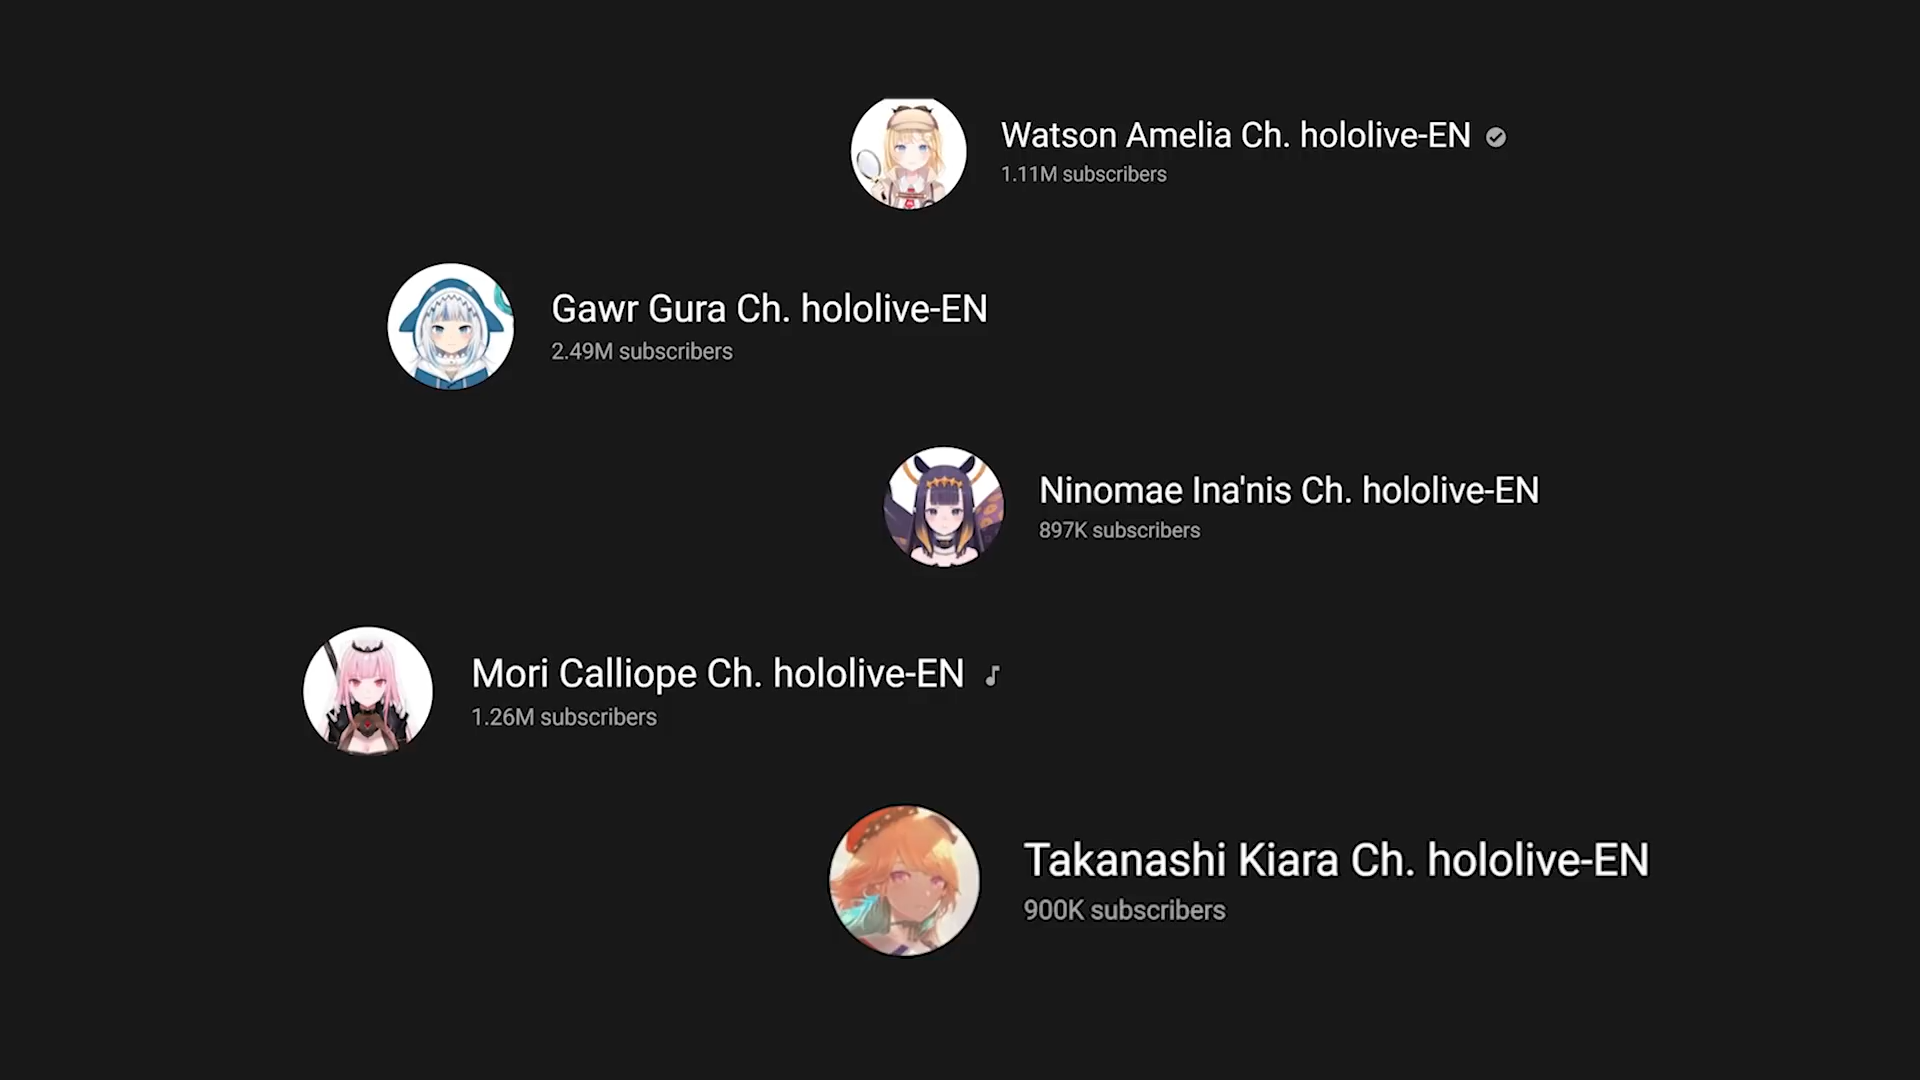 Watson Amelia Ch. hololive-EN
1.11M subscribers
Gawr Gura Ch. hololive-EN
2.49M subscribers
Ninomae Ina'nis Ch. hololive-EN
897K subscribers
Mori Calliope Ch. hololive-EN
1.26M subscribers
Takanashi Kiara Ch. hololive-EN
900K subscribers